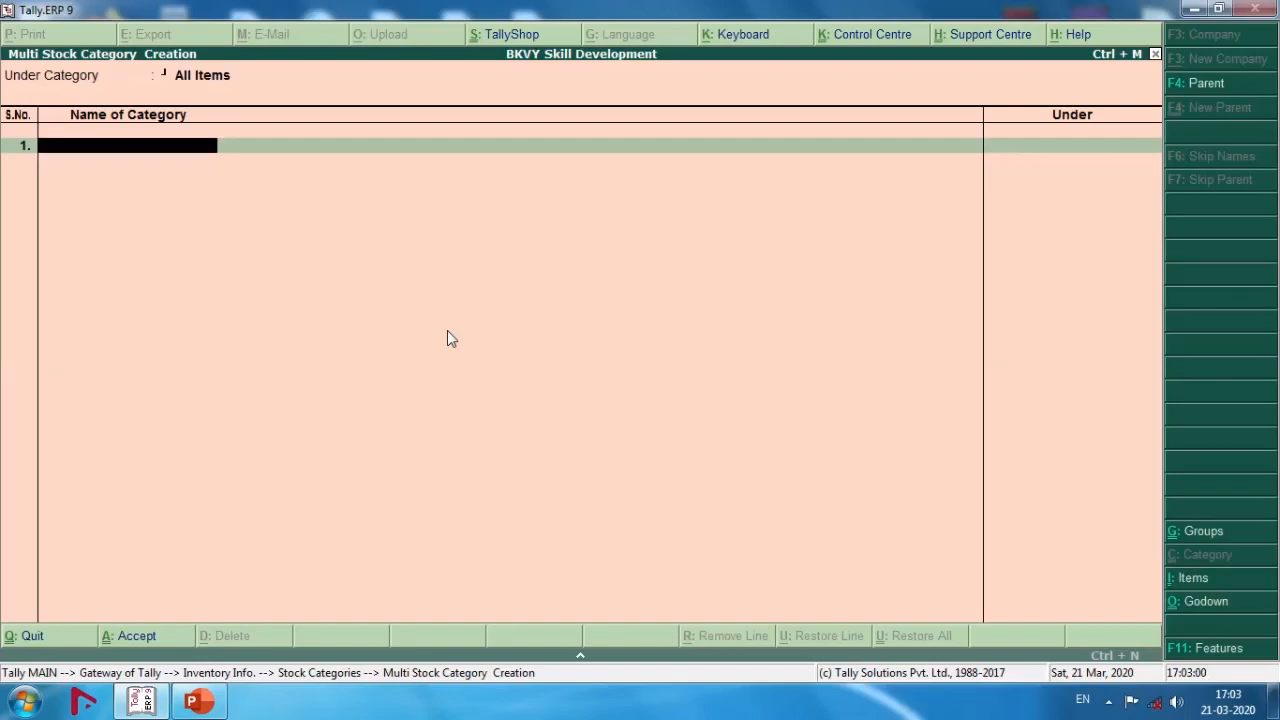 Tally.ERP 9
P: Print E: Export M: E-Mail O: Upload S: TallyShop G: Language K: Keyboard K: Control Centre H: Support Centre H: Help
Multi Stock Category Creation BKVY Skill Development Ctrl + M
Under Category : ┘ All Items
S.No. Name of Category Under
1.
F3: Company
F3: New Company
F4: Parent
F4: New Parent
F6: Skip Names
F7: Skip Parent
G: Groups
C: Category
I: Items
O: Godown
F11: Features
Q: Quit A: Accept D: Delete R: Remove Line U: Restore Line U: Restore All
Ctrl + N
Tally MAIN --> Gateway of Tally --> Inventory Info. --> Stock Categories --> Multi Stock Category Creation (c) Tally Solutions Pvt. Ltd., 1988-2017 Sat, 21 Mar, 2020 17:03:00
Tally ERP 9
P
EN
17:03
21-03-2020